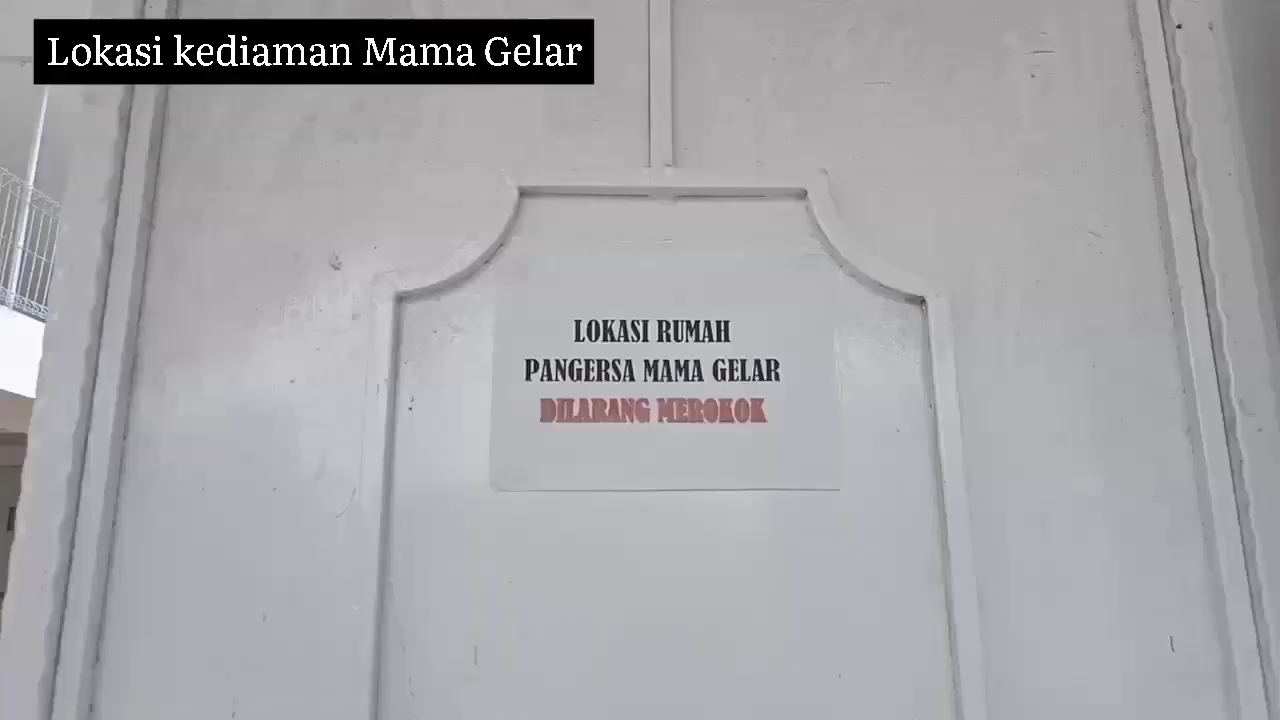 Lokasi kediaman Mama Gelar
LOKASI RUMAH
PANGERSA MAMA GELAR
DILARANG MEROKOK